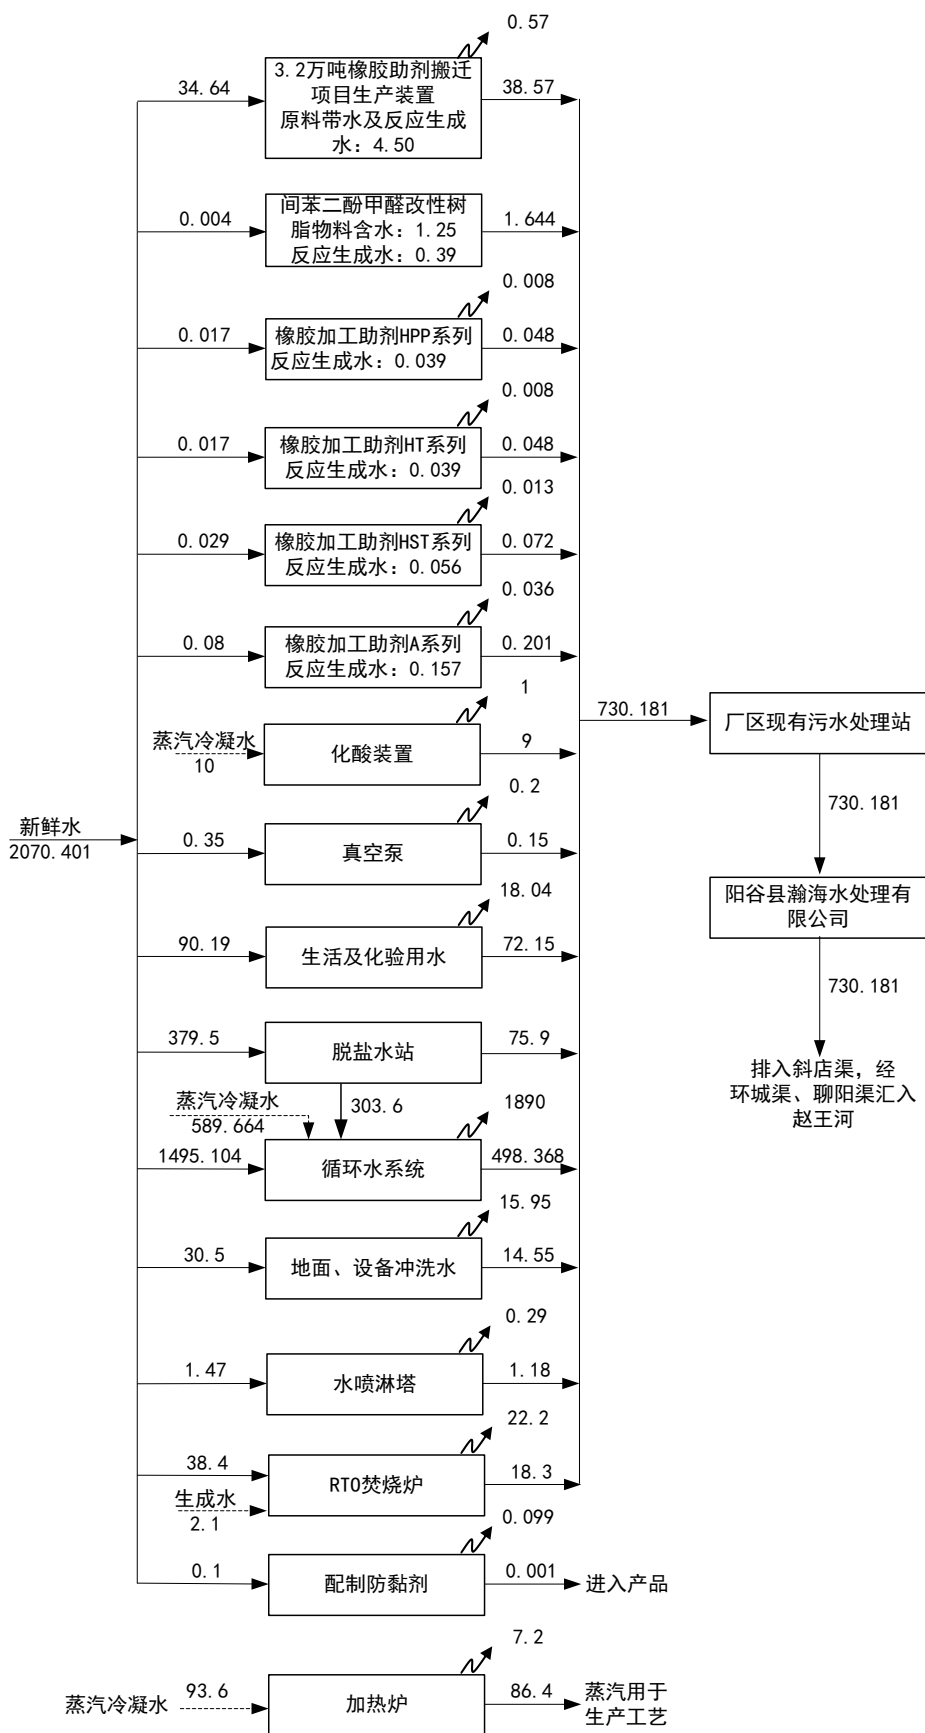 0.57
34.64
3.2万吨橡胶助剂搬迁
项目生产装置
原料带水及反应生成
水：4.50
38.57
0.004
间苯二酚甲醛改性树
脂物料含水：1.25
反应生成水：0.39
1.644
0.008
0.017
橡胶加工助剂HPP系列
反应生成水：0.039
0.048
0.008
0.017
橡胶加工助剂HT系列
反应生成水：0.039
0.048
0.013
0.029
橡胶加工助剂HST系列
反应生成水：0.056
0.072
0.036
0.08
橡胶加工助剂A系列
反应生成水：0.157
0.201
1
蒸汽冷凝水
10
化酸装置
9
730.181
厂区现有污水处理站
0.2
新鲜水
2070.401
0.35
真空泵
0.15
730.181
18.04
阳谷县瀚海水处理有
限公司
90.19
生活及化验用水
72.15
730.181
379.5
脱盐水站
75.9
排入斜店渠，经
环城渠、聊阳渠汇入
赵王河
蒸汽冷凝水
589.664
303.6
1890
1495.104
循环水系统
498.368
15.95
30.5
地面、设备冲洗水
14.55
0.29
1.47
水喷淋塔
1.18
22.2
38.4
生成水
2.1
RTO焚烧炉
18.3
0.099
0.1
配制防黏剂
0.001
进入产品
7.2
蒸汽冷凝水
93.6
加热炉
86.4
蒸汽用于
生产工艺